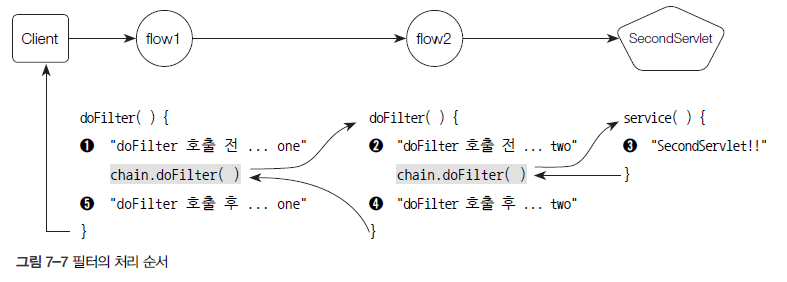 Client
flow1
flow2
SecondServlet
doFilter( ) {
❶ "doFilter 호출 전 ... one"
chain.doFilter( )
❺ "doFilter 호출 후 ... one"
}
doFilter( ) {
❷ "doFilter 호출 전 ... two"
chain.doFilter( )
❹ "doFilter 호출 후 ... two"
}
service( ) {
❸ "SecondServlet!!"
}
그림 7-7 필터의 처리 순서